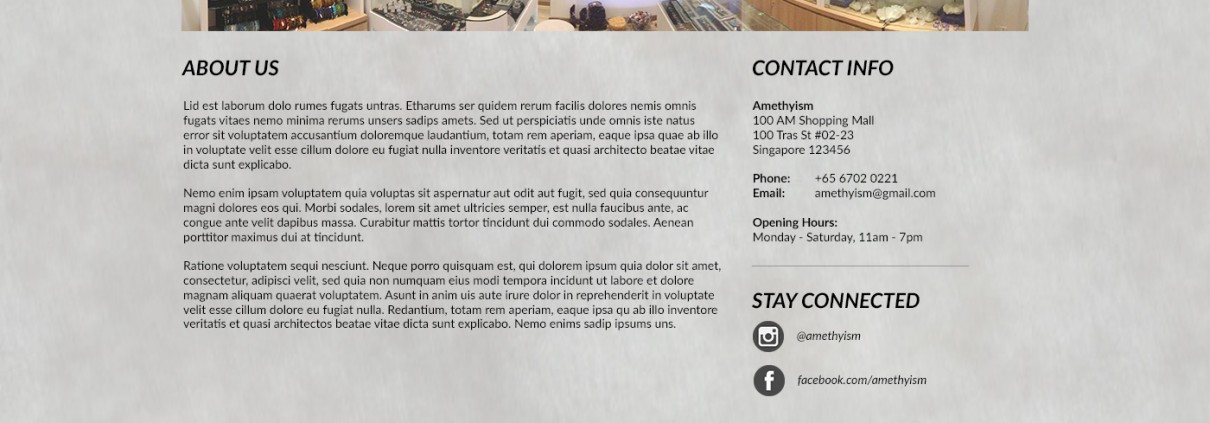 ABOUT US
Lid est laborum dolo rumes fugats untras. Etharums ser quidem rerum facilis dolores nemis omnis
fugats vitaes nemo minima rerums unsers sadips amets. Sed ut perspiciatis unde omnis iste natus
error sit voluptatem accusantium doloremque laudantium, totam rem aperiam, eaque ipsa quae ab illo
in voluptate velit esse cillum dolore eu fugiat nulla inventore veritatis et quasi architecto beatae vitae
dicta sunt explicabo.
Nemo enim ipsam voluptatem quia voluptas sit aspernatur aut odit aut fugit, sed quia consequuntur
magni dolores eos qui. Morbi sodales, lorem sit amet ultricies semper, est nulla faucibus ante, ac
congue ante velit dapibus massa. Curabitur mattis tortor tincidunt dui commodo sodales. Aenean
porttitor maximus dui at tincidunt.
Ratione voluptatem sequi nesciunt. Neque porro quisquam est, qui dolorem ipsum quia dolor sit amet,
consectetur, adipisci velit, sed quia non numquam eius modi tempora incidunt ut labore et dolore
magnam aliquam quaerat voluptatem. Asunt in anim uis aute irure dolor in reprehenderit in voluptate
velit esse cillum dolore eu fugiat nulla. Redantium, totam rem aperiam, eaque ipsa qu ab illo inventore
veritatis et quasi architectos beatae vitae dicta sunt explicabo. Nemo enims sadip ipsums uns.
CONTACT INFO
Amethyism
100 AM Shopping Mall
100 Tras St #02-23
Singapore 123456
Phone: +65 6702 0221
Email: amethyism@gmail.com
Opening Hours:
Monday - Saturday, 11am - 7pm
STAY CONNECTED
@amethyism
facebook.com/amethyism